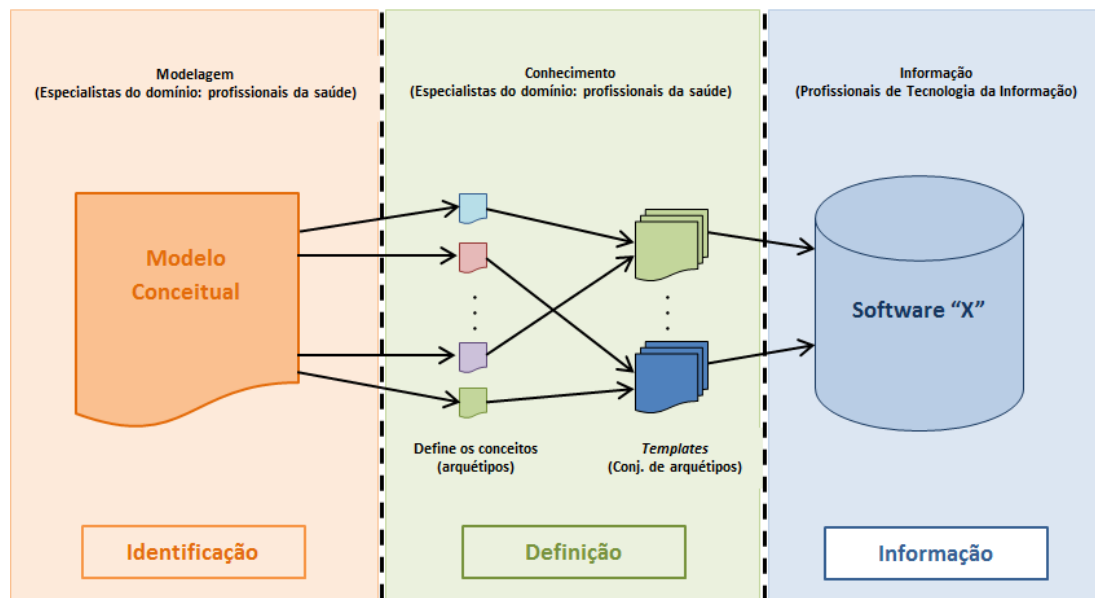 Modelagem
(Especialistas do domínio: profissionais da saúde)
Modelo
Conceitual
Identificação
Conhecimento
(Especialistas do domínio: profissionais da saúde)
Define os conceitos
(arquétipos)
Templates
(Conj. de arquétipos)
Definição
Informação
(Profissionais de Tecnologia da Informação)
Software “X”
Informação